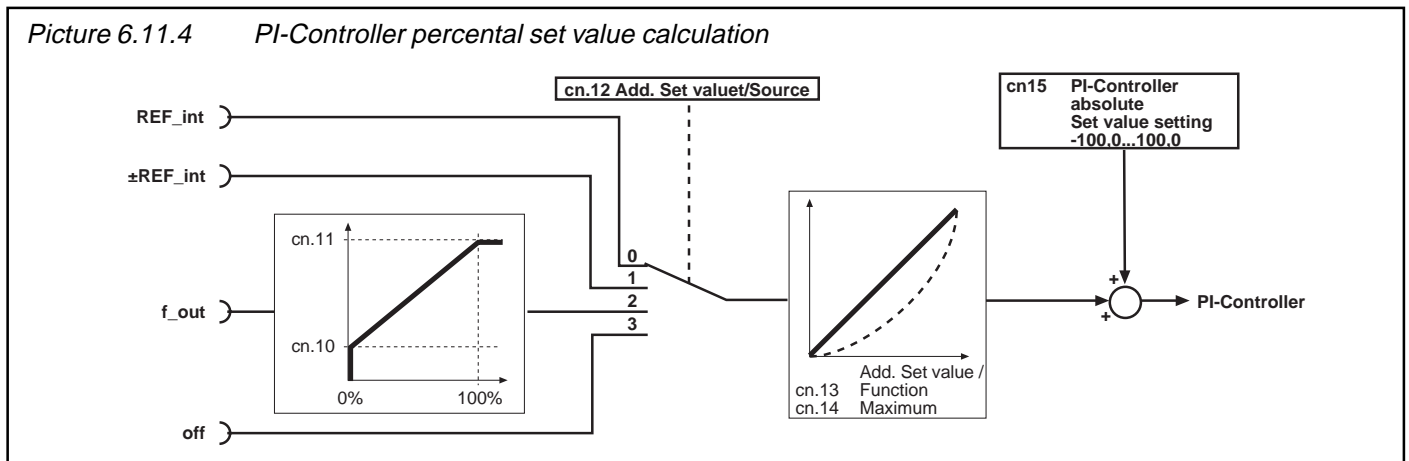 Picture 6.11.4 PI-Controller percental set value calculation
cn.12 Add. Set valuet/Source
cn15 PI-Controller
absolute
Set value setting
-100,0...100,0
REF_int
±REF_int
cn.11
cn.10
0% 100%
f_out
off
0
1
2
3
Add. Set value /
cn.13 Function
cn.14 Maximum
+
+
PI-Controller